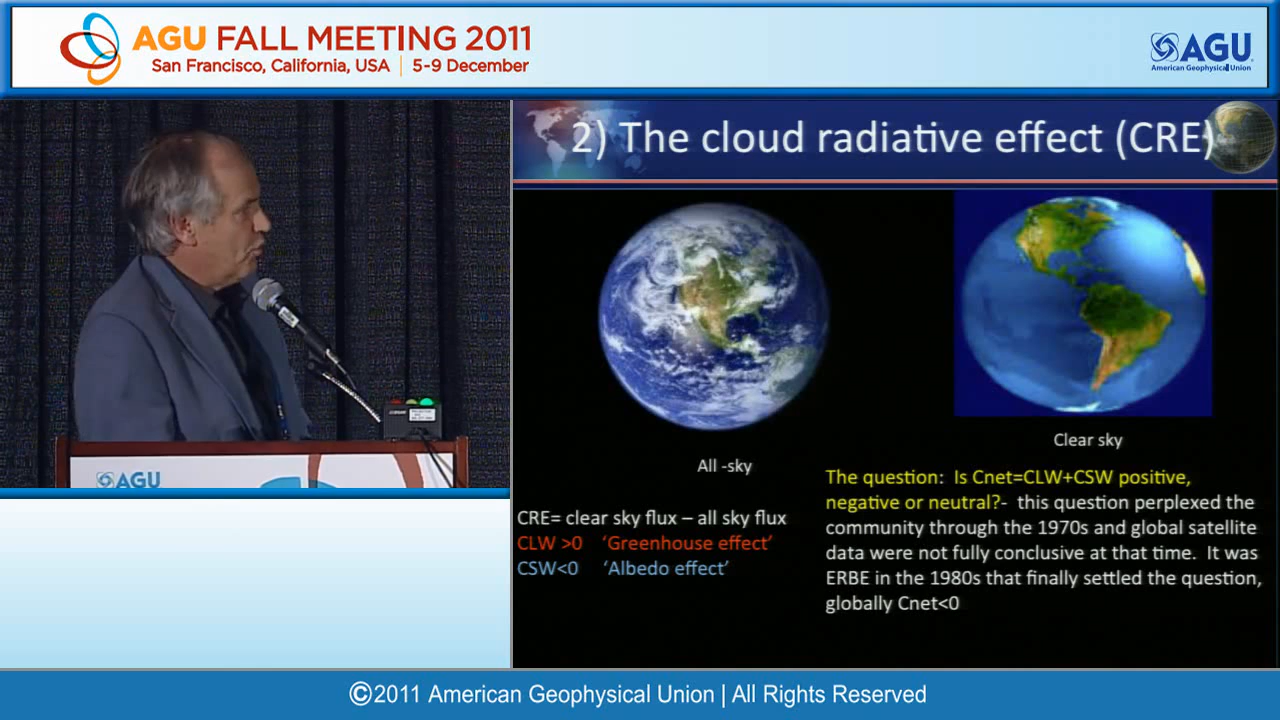 AGU FALL MEETING 2011
San Francisco, California, USA | 5-9 December
AGU
American Geophysical Union
2) The cloud radiative effect (CRE)
All -sky
Clear sky
CRE= clear sky flux – all sky flux
CLW >0 ‘Greenhouse effect’
CSW<0 ‘Albedo effect’
The question: Is Cnet=CLW+CSW positive,
negative or neutral?- this question perplexed the
community through the 1970s and global satellite
data were not fully conclusive at that time. It was
ERBE in the 1980s that finally settled the question,
globally Cnet<0
AGU
©2011 American Geophysical Union | All Rights Reserved